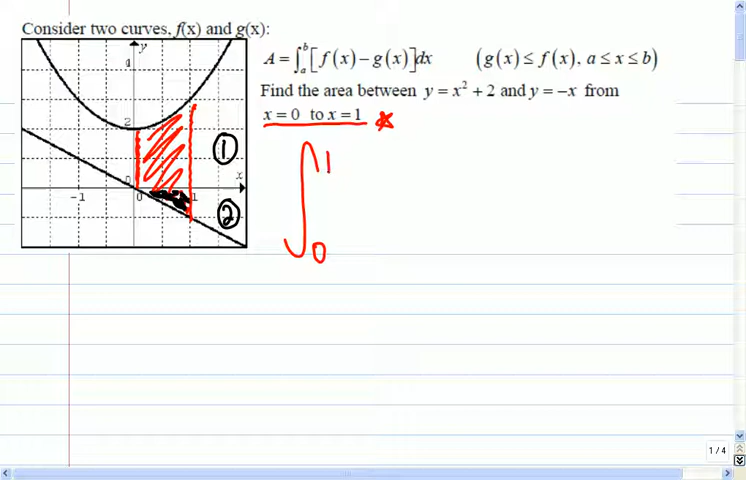 Consider two curves, f(x) and g(x):
A = ∫_a^b [f(x) − g(x)]dx (g(x) ≤ f(x), a ≤ x ≤ b)
Find the area between y = x² + 2 and y = −x from
x = 0 to x = 1 *
y
4
2
0
x
-1 0 1
①
②
∫_0^1
1 / 4